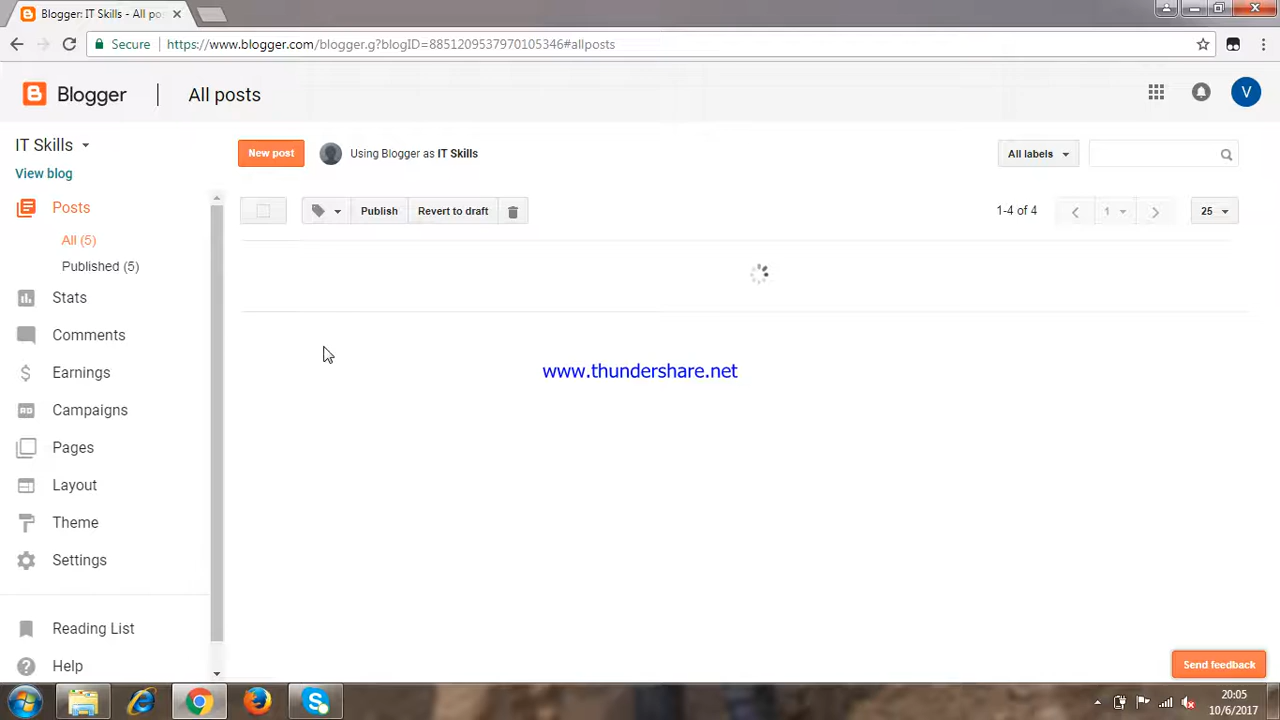 Blogger: IT Skills - All po
Secure
https://www.blogger.com/blogger.g?blogID=8851209537970105346#allposts
Blogger
All posts
V
IT Skills
View blog
New post
Using Blogger as IT Skills
All labels
Posts
All (5)
Published (5)
Publish
Revert to draft
1-4 of 4
1
25
Stats
Comments
Earnings
Campaigns
Pages
Layout
Theme
Settings
Reading List
Help
www.thundershare.net
Send feedback
20:05
10/6/2017